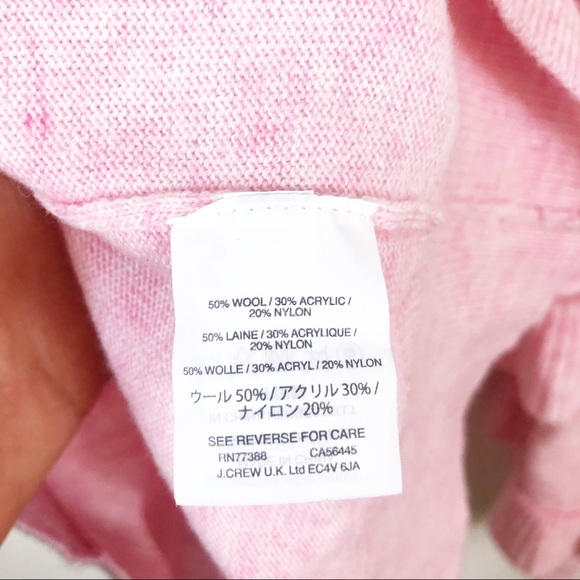 50% WOOL / 30% ACRYLIC /
20% NYLON
50% LAINE / 30% ACRYLIQUE /
20% NYLON
50% WOLLE / 30% ACRYL / 20% NYLON
ウール 50% / アクリル 30% /
ナイロン 20%
SEE REVERSE FOR CARE
RN77388 CA56445
J.CREW U.K. Ltd EC4V 6JA